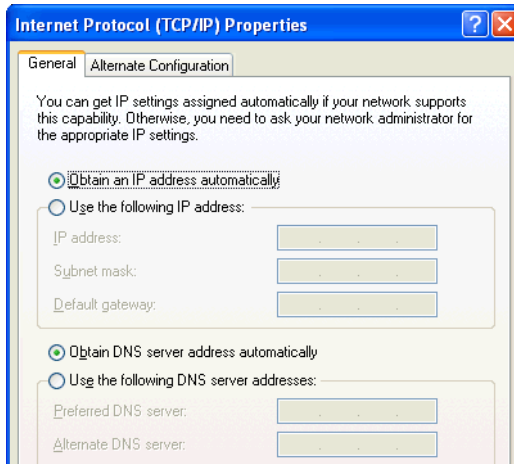 Internet Protocol (TCP/IP) Properties
General
Alternate Configuration
You can get IP settings assigned automatically if your network supports
this capability. Otherwise, you need to ask your network administrator for
the appropriate IP settings.
Obtain an IP address automatically
Use the following IP address:
IP address:
Subnet mask:
Default gateway:
Obtain DNS server address automatically
Use the following DNS server addresses:
Preferred DNS server:
Alternate DNS server: